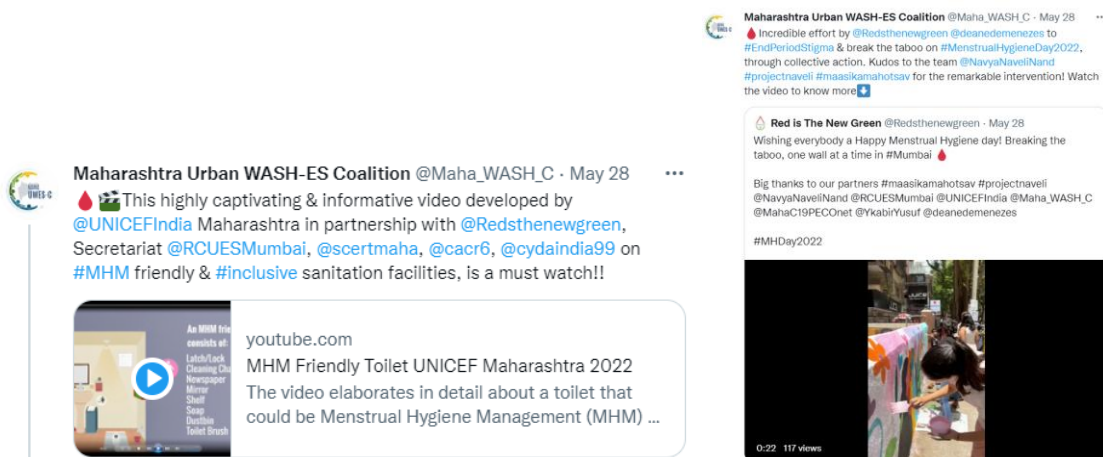 Maharashtra Urban WASH-ES Coalition @Maha_WASH_C · May 28
🩸🎬This highly captivating & informative video developed by
@UNICEFIndia Maharashtra in partnership with @Redsthenewgreen,
Secretariat @RCUESMumbai, @scertmaha, @cacr6, @cydaindia99 on
#MHM friendly & #inclusive sanitation facilities, is a must watch!!
An MHM frie
consists of:
Latch/Lock
Cleaning Cha
Newspaper
Mirror
Shelf
Soap
Dustbin
Toilet Brush
youtube.com
MHM Friendly Toilet UNICEF Maharashtra 2022
The video elaborates in detail about a toilet that
could be Menstrual Hygiene Management (MHM) ...
Maharashtra Urban WASH-ES Coalition @Maha_WASH_C · May 28
🩸Incredible effort by @Redsthenewgreen @deanedemenezes to
#EndPeriodStigma & break the taboo on #MenstrualHygieneDay2022,
through collective action. Kudos to the team @NavyaNaveliNand
#projectnaveli #maasikamahotsav for the remarkable intervention! Watch
the video to know more⬇️
Red is The New Green @Redsthenewgreen · May 28
Wishing everybody a Happy Menstrual Hygiene day! Breaking the
taboo, one wall at a time in #Mumbai 🩸
Big thanks to our partners #maasikamahotsav #projectnaveli
@NavyaNaveliNand @RCUESMumbai @UNICEFIndia @Maha_WASH_C
@MahaC19PECOnet @YkabirYusuf @deanedemenezes
#MHDay2022
0:22 117 views